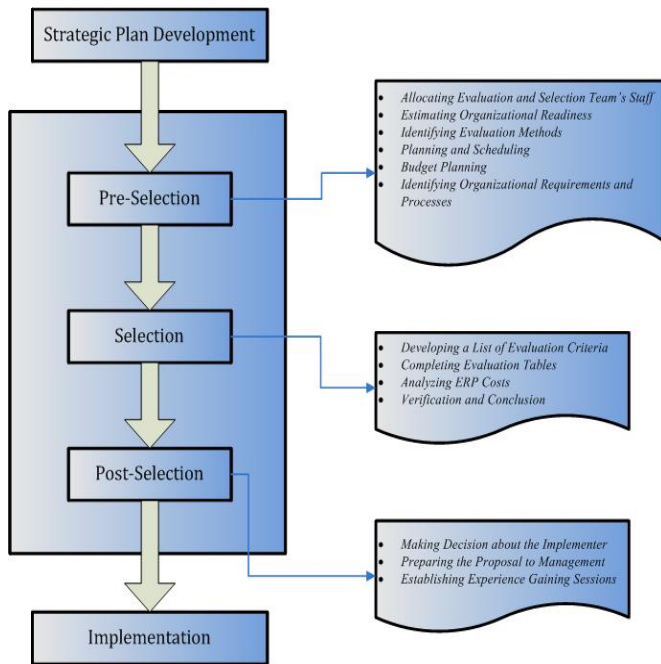 Strategic Plan Development
Pre-Selection
• Allocating Evaluation and Selection Team's Staff
• Estimating Organizational Readiness
• Identifying Evaluation Methods
• Planning and Scheduling
• Budget Planning
• Identifying Organizational Requirements and
Processes
Selection
• Developing a List of Evaluation Criteria
• Completing Evaluation Tables
• Analyzing ERP Costs
• Verification and Conclusion
Post-Selection
• Making Decision about the Implementer
• Preparing the Proposal to Management
• Establishing Experience Gaining Sessions
Implementation